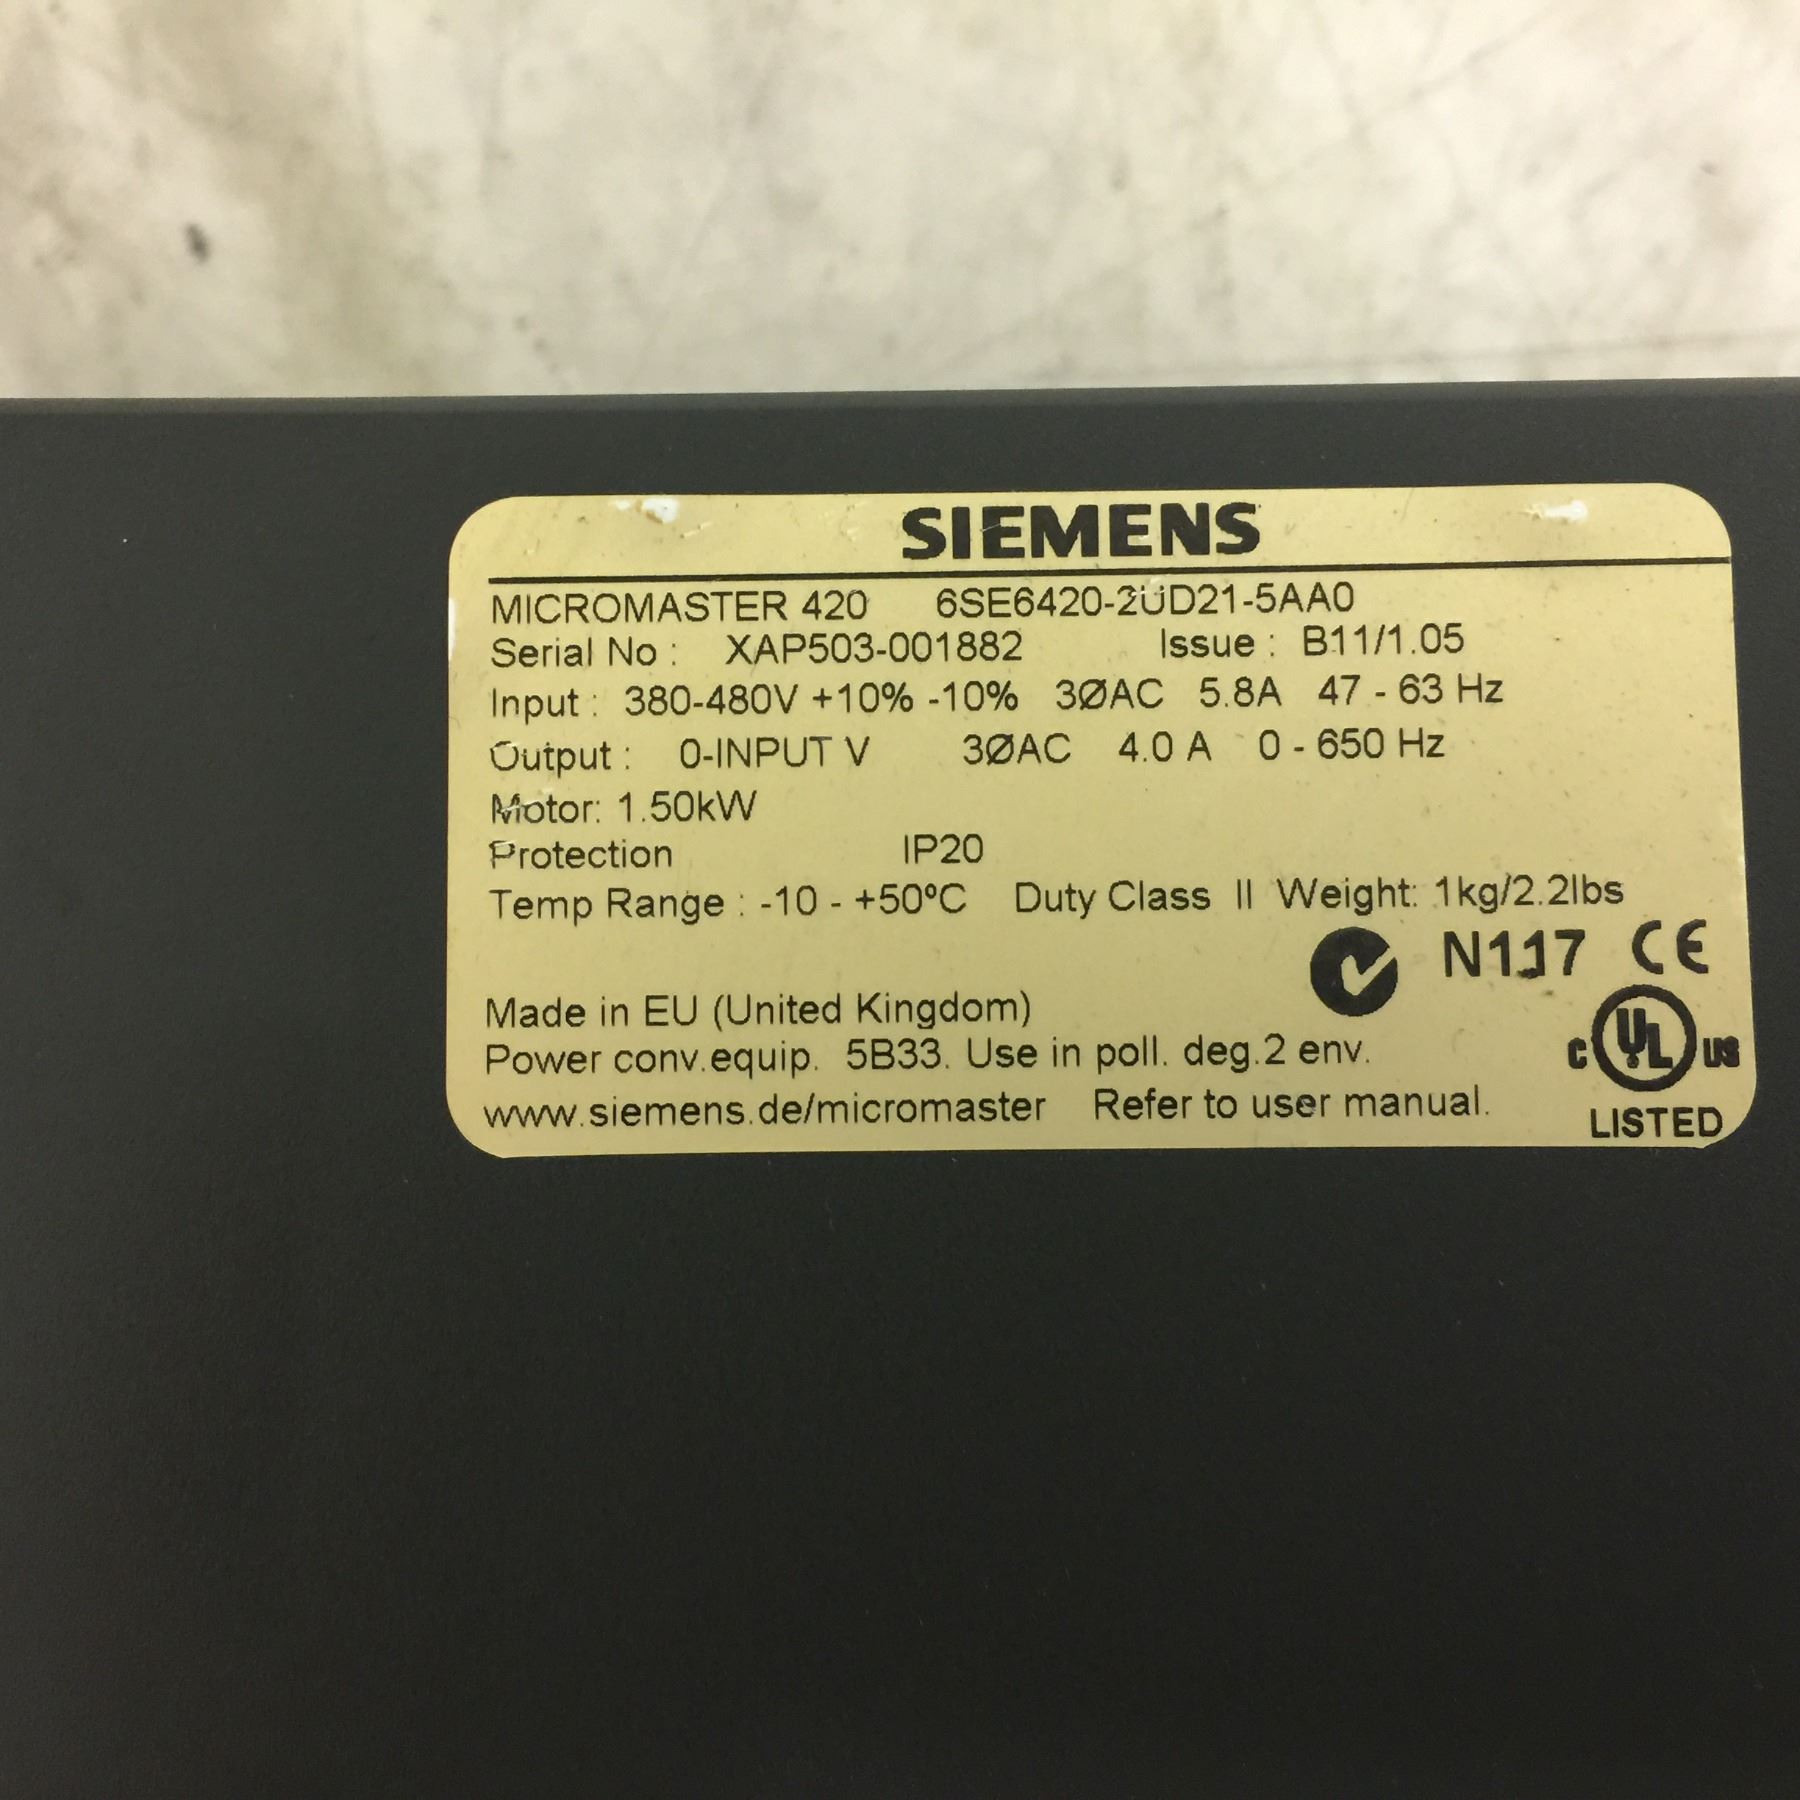 SIEMENS
MICROMASTER 420 6SE6420-2UD21-5AA0
Serial No : XAP503-001882 Issue : B11/1.05
Input : 380-480V +10% -10% 3ØAC 5.8A 47 - 63 Hz
Output : 0-INPUT V 3ØAC 4.0 A 0 - 650 Hz
Motor: 1.50kW
Protection IP20
Temp Range : -10 - +50ºC Duty Class II Weight: 1kg/2.2lbs
N117 CE
Made in EU (United Kingdom)
Power conv.equip. 5B33. Use in poll. deg.2 env.
C UL US
www.siemens.de/micromaster Refer to user manual.
LISTED